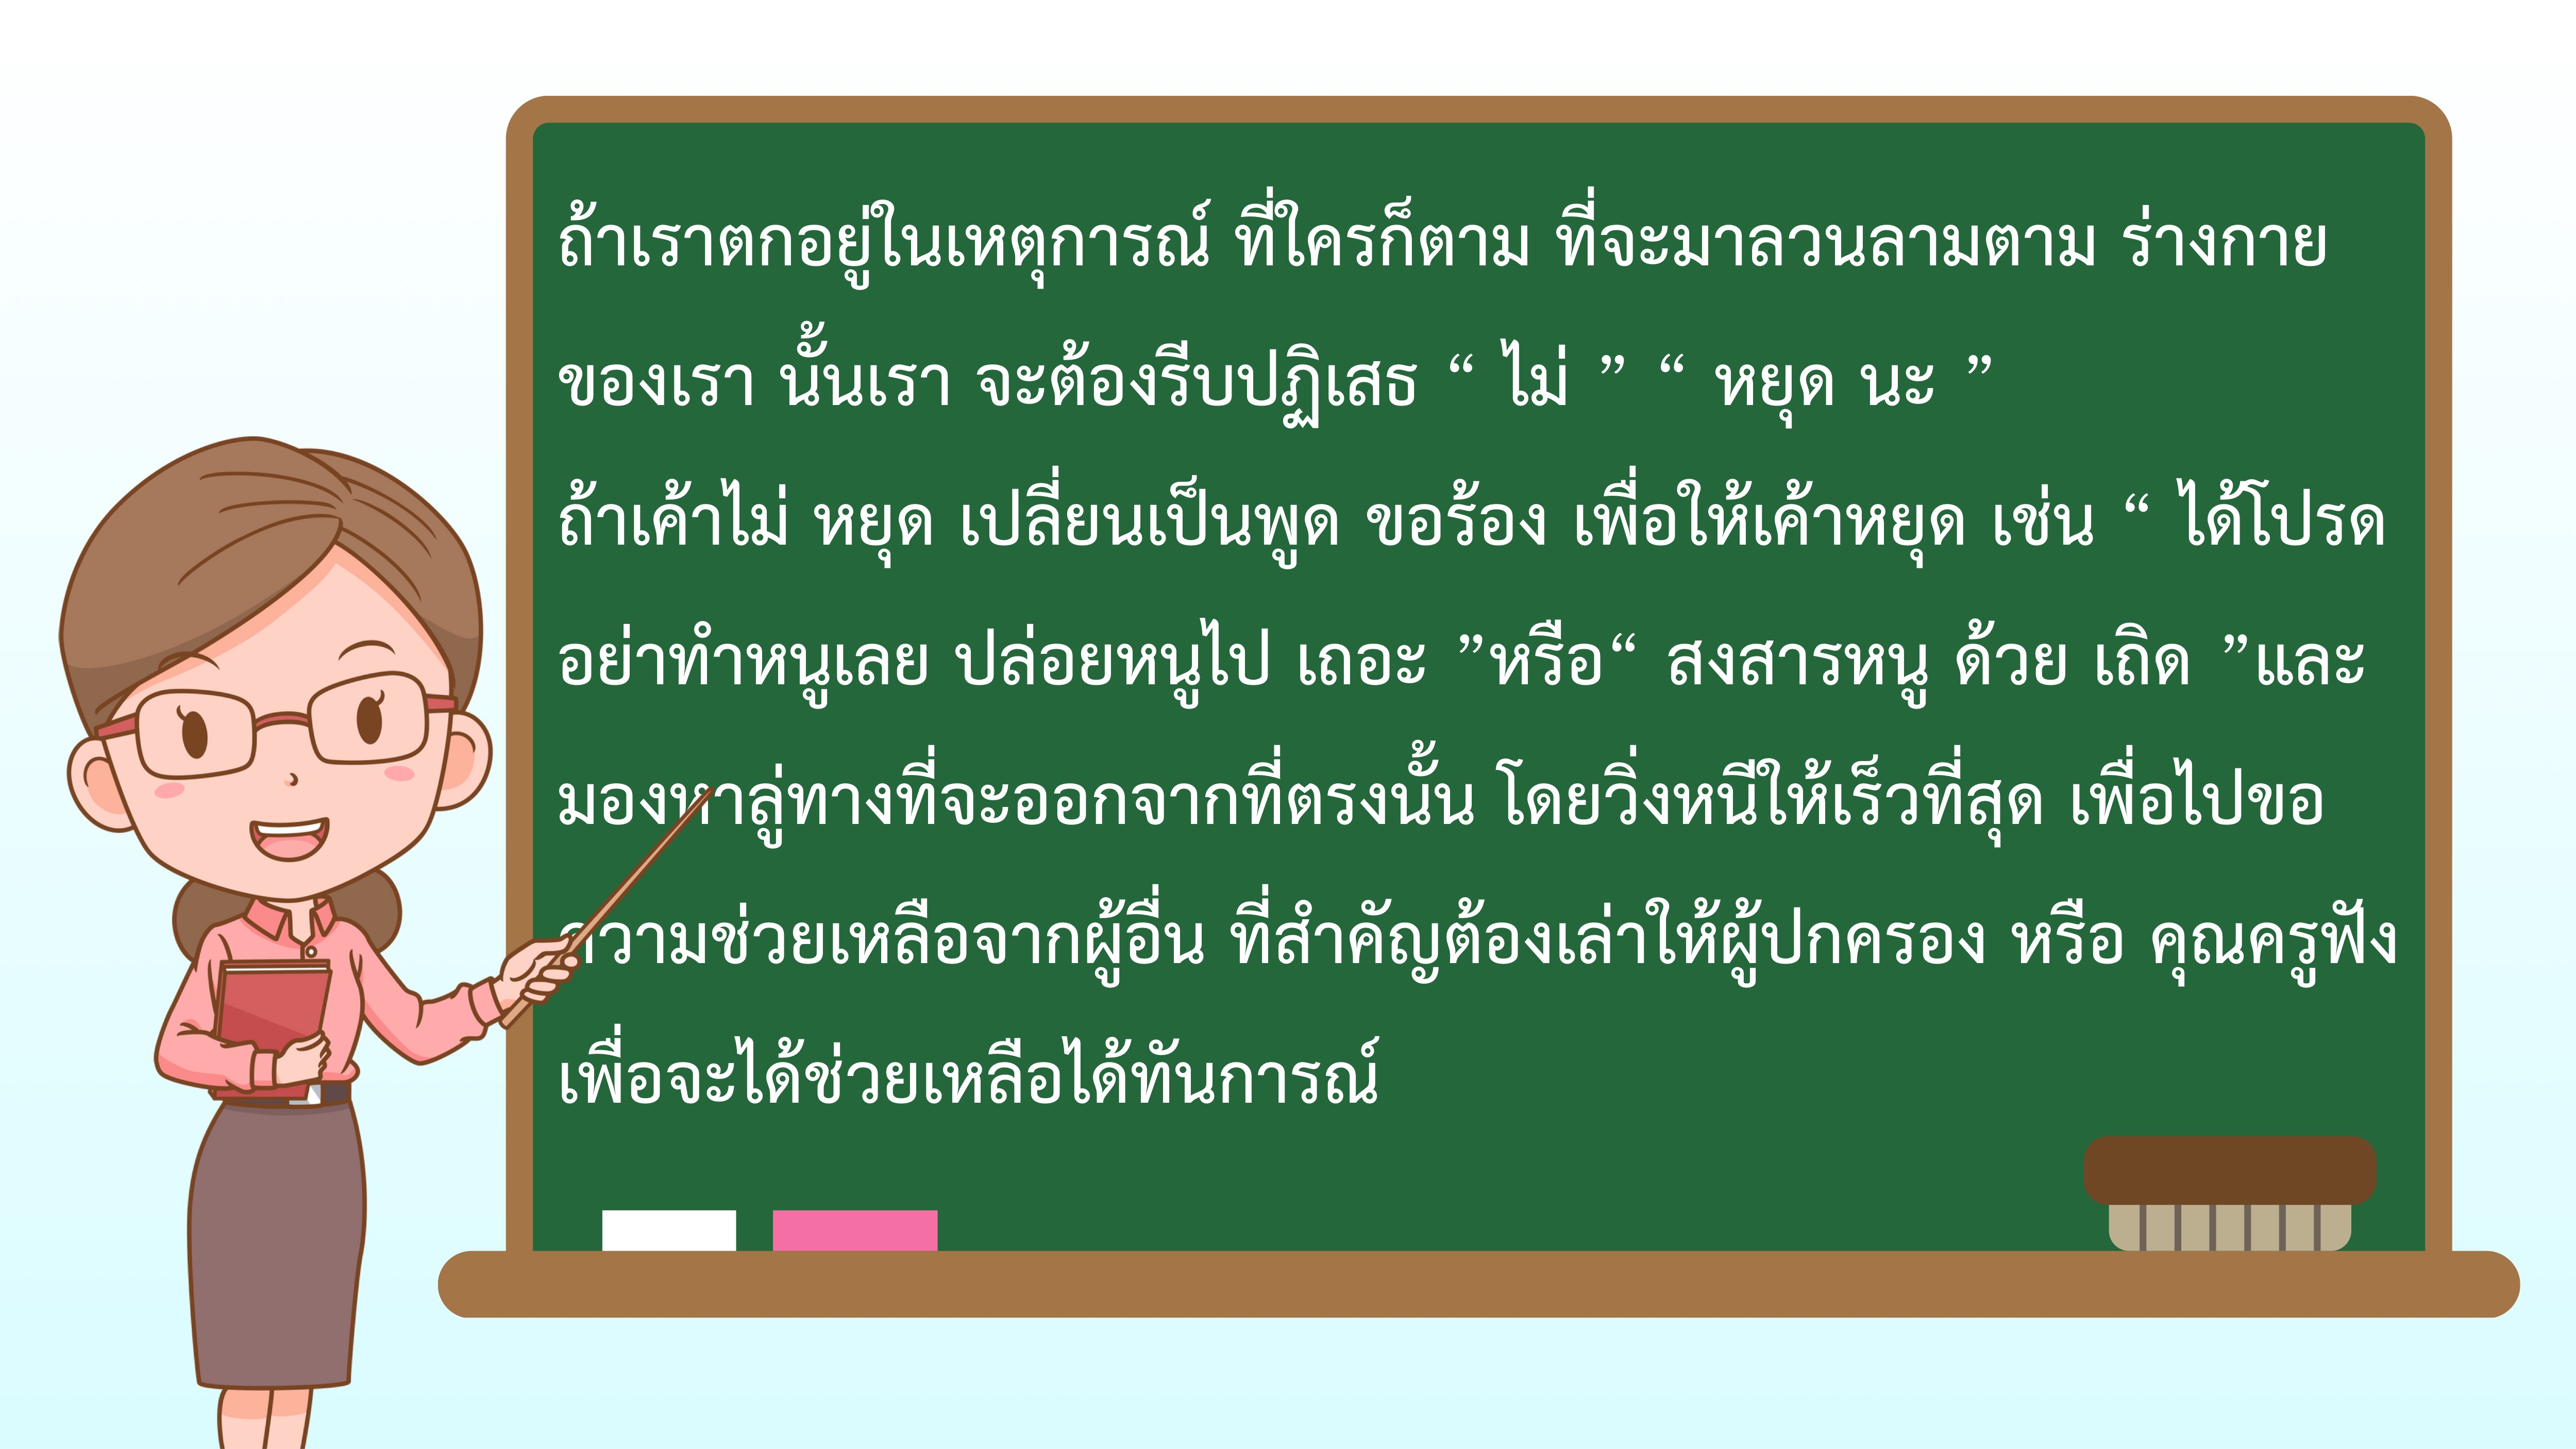 ถ้าเราตกอยู่ในเหตุการณ์ ที่ใครก็ตาม ที่จะมาลวนลามตาม ร่างกาย
ของเรา นั้นเรา จะต้องรีบปฏิเสธ “ ไม่ ” “ หยุด นะ ”
ถ้าเค้าไม่ หยุด เปลี่ยนเป็นพูด ขอร้อง เพื่อให้เค้าหยุด เช่น “ ได้โปรด
อย่าทำหนูเลย ปล่อยหนูไป เถอะ ”หรือ“ สงสารหนู ด้วย เถิด ”และ
มองหาลู่ทางที่จะออกจากที่ตรงนั้น โดยวิ่งหนีให้เร็วที่สุด เพื่อไปขอ
ความช่วยเหลือจากผู้อื่น ที่สำคัญต้องเล่าให้ผู้ปกครอง หรือ คุณครูฟัง
เพื่อจะได้ช่วยเหลือได้ทันการณ์